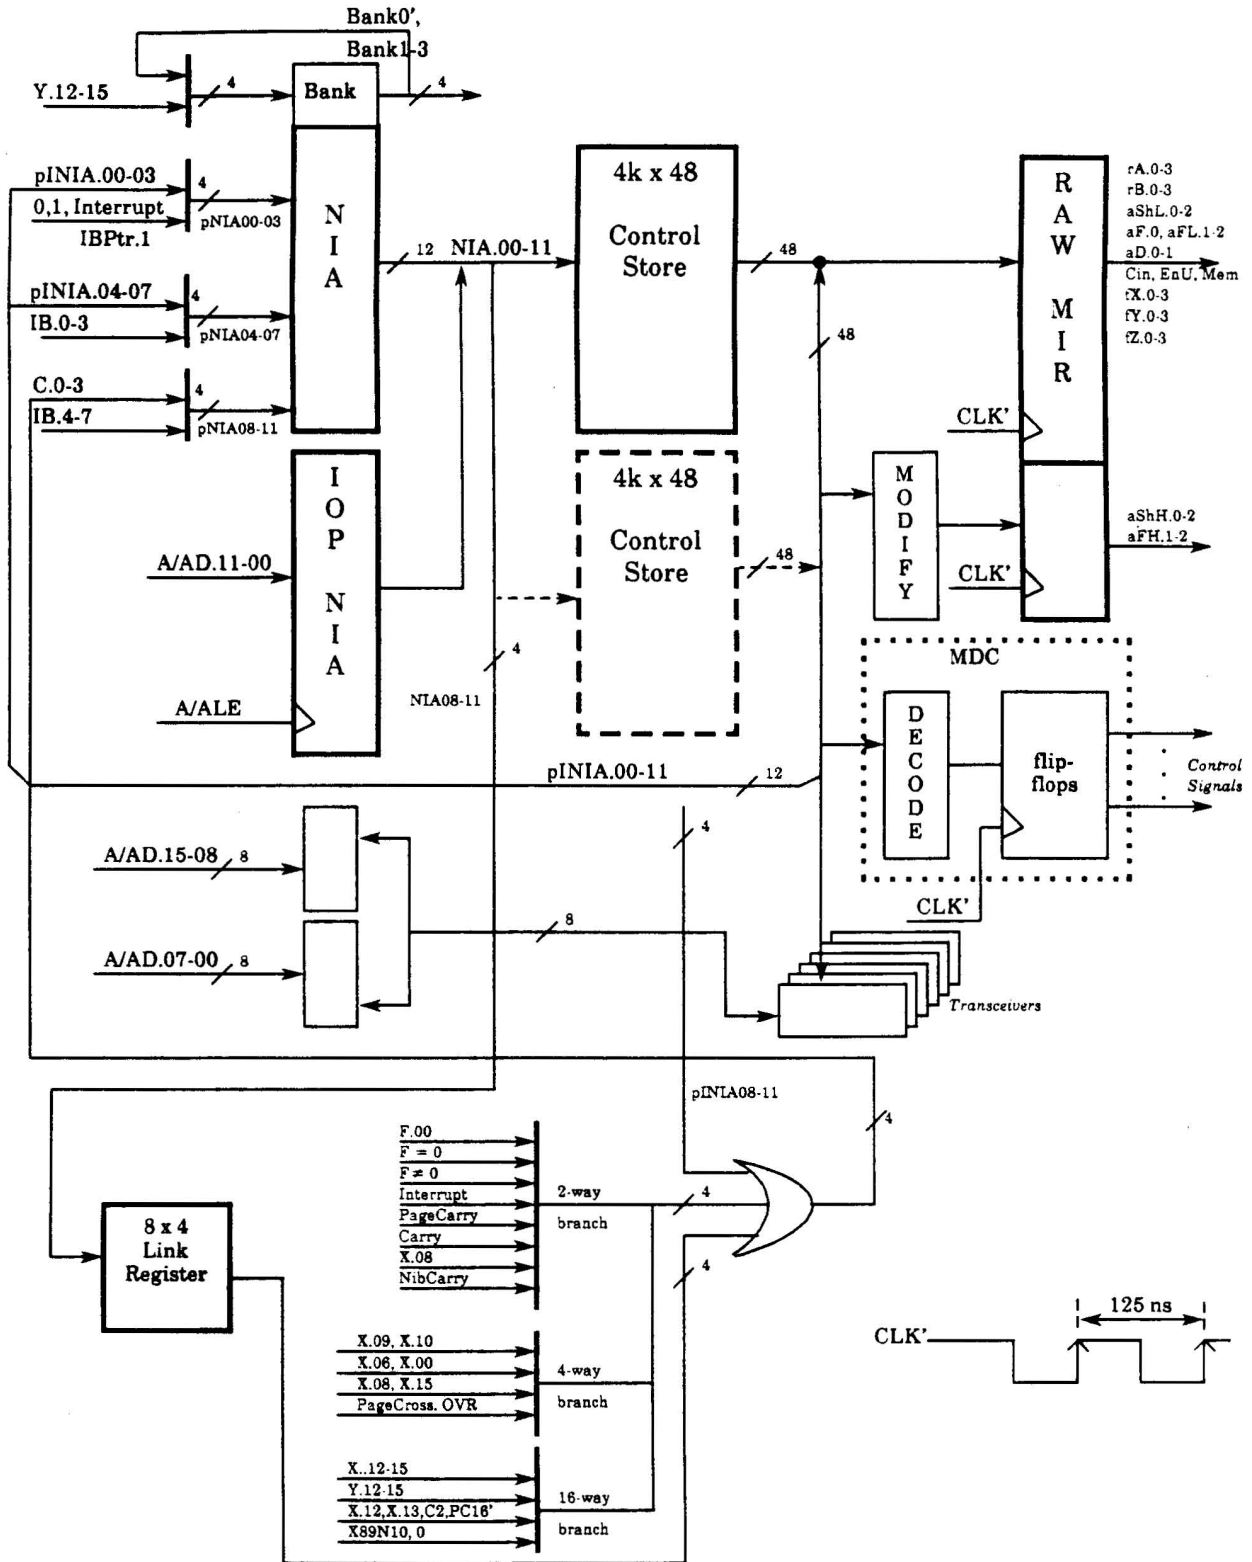 Bank0',
Bank1-3
4
Bank
4
Y.12-15
pINIA.00-03
4
0,1, Interrupt
pNIA00-03
IBPtr.1
N
I
A
12
NIA.00-11
4k x 48
Control
Store
48
R
A
W
M
I
R
rA.0-3
rB.0-3
aShL.0-2
aF.0, aFL.1-2
aD.0-1
Cin, EnU, Mem
fX.0-3
fY.0-3
fZ.0-3
pINIA.04-07
4
IB.0-3
pNIA04-07
48
C.0-3
4
IB.4-7
pNIA08-11
CLK'
I
O
P
N
I
A
A/AD.11-00
A/ALE
4k x 48
Control
Store
48
M
O
D
I
F
Y
CLK'
aShH.0-2
aFH.1-2
4
NIA08-11
MDC
D
E
C
O
D
E
flip-
flops
Control
Signals
pINIA.00-11
12
CLK'
A/AD.15-08
8
4
8
A/AD.07-00
8
Transceivers
pINIA08-11
4
F.00
F = 0
F ≠ 0
Interrupt
PageCarry
Carry
X.08
NibCarry
2-way
branch
4
4
8 x 4
Link
Register
X.09, X.10
X.06, X.00
X.08, X.15
PageCross. OVR
4-way
branch
125 ns
CLK'
X..12-15
Y.12-15
X.12,X.13,C2,PC16'
X89N10, 0
16-way
branch